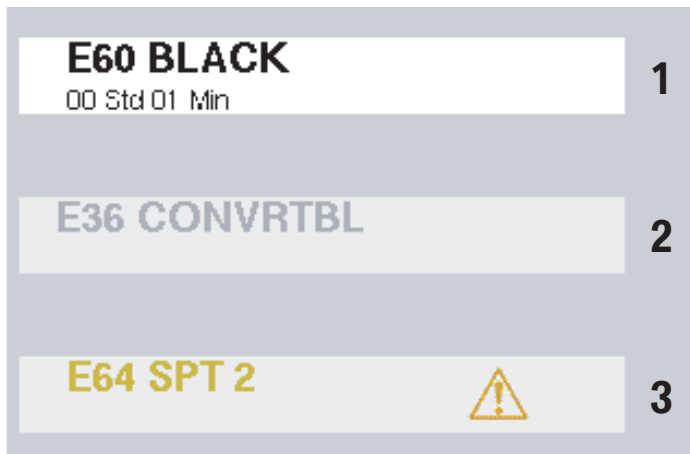 E60 BLACK
1
00 Std 01 Min
E36 CONVRTBL
2
E64 SPT 2
3